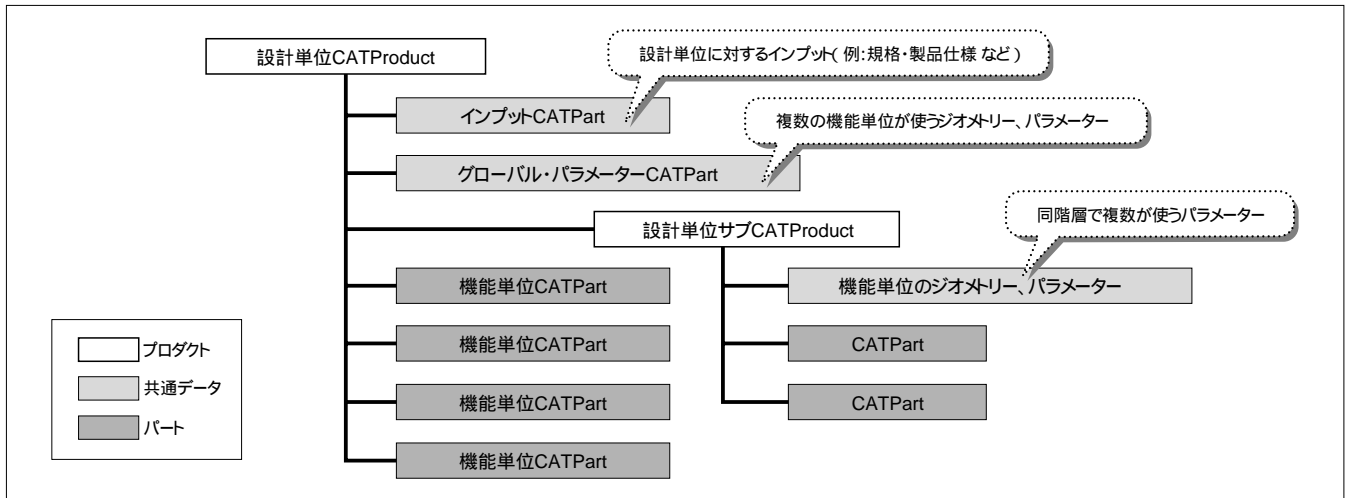 設計単位CATProduct
設計単位に対するインプット( 例:規格・製品仕様 など )
インプットCATPart
複数の機能単位が使うジオメトリー、パラメーター
グローバル・パラメーターCATPart
同階層で複数が使うパラメーター
設計単位サブCATProduct
機能単位CATPart
機能単位のジオメトリー、パラメーター
機能単位CATPart
CATPart
機能単位CATPart
CATPart
機能単位CATPart
プロダクト
共通データ
パート